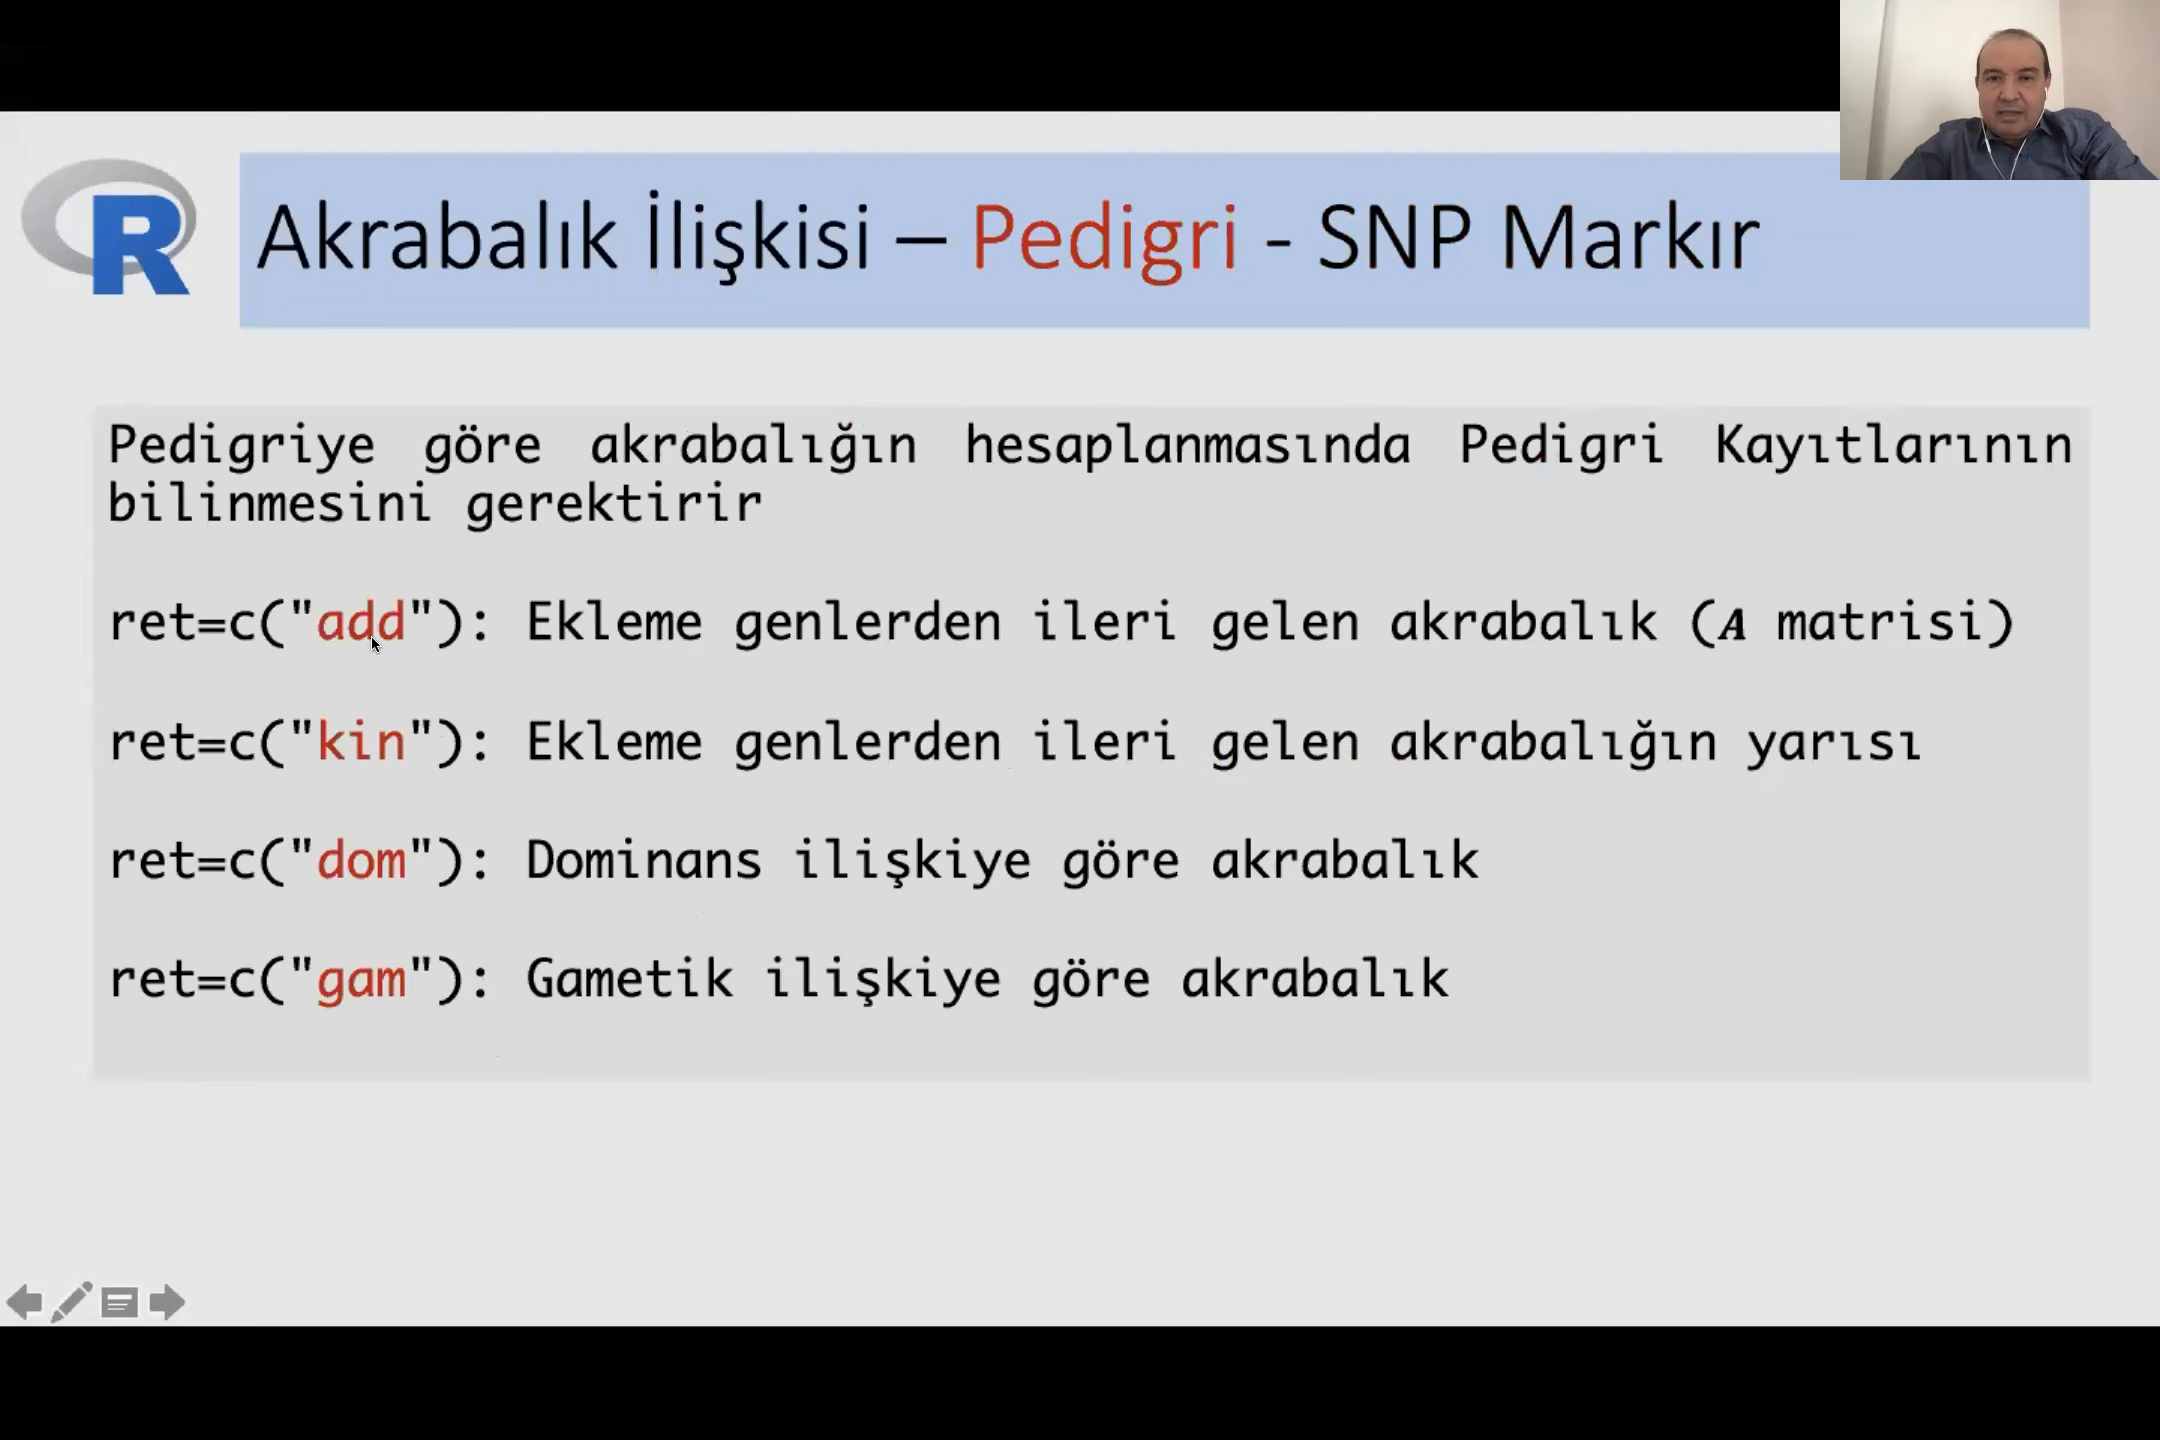 R
Akrabalık İlişkisi – Pedigri - SNP Markır
Pedigriye göre akrabalığın hesaplanmasında Pedigri Kayıtlarının
bilinmesini gerektirir
ret=c("add"): Ekleme genlerden ileri gelen akrabalık (A matrisi)
ret=c("kin"): Ekleme genlerden ileri gelen akrabalığın yarısı
ret=c("dom"): Dominans ilişkiye göre akrabalık
ret=c("gam"): Gametik ilişkiye göre akrabalık